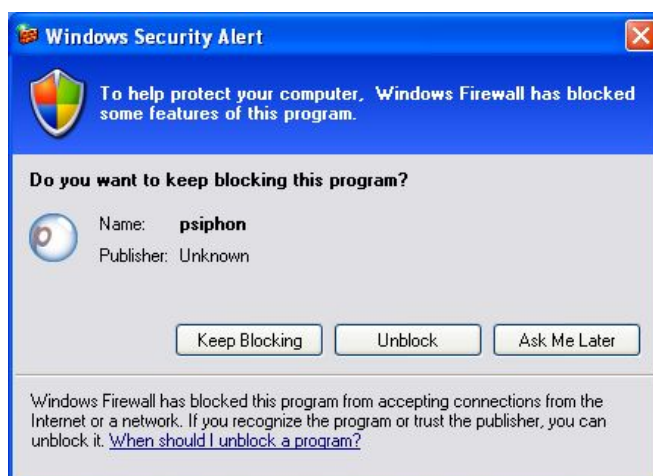 Windows Security Alert
To help protect your computer, Windows Firewall has blocked
some features of this program.
Do you want to keep blocking this program?
p
Name: psiphon
Publisher: Unknown
Keep Blocking Unblock Ask Me Later
Windows Firewall has blocked this program from accepting connections from the
Internet or a network. If you recognize the program or trust the publisher, you can
unblock it. When should I unblock a program?